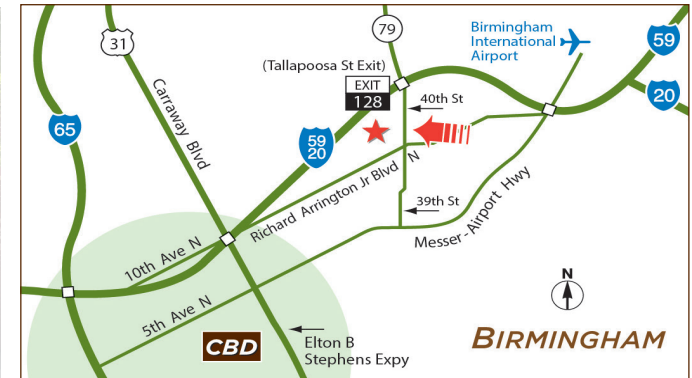 31
79
Birmingham
International
Airport
59
(Tallapoosa St Exit)
EXIT
128
20
40th St
65
Carraway Blvd
59
20
Richard Arrington Jr Blvd N
39th St
Messer-Airport Hwy
10th Ave N
5th Ave N
N
CBD
Elton B
Stephens Expy
BIRMINGHAM